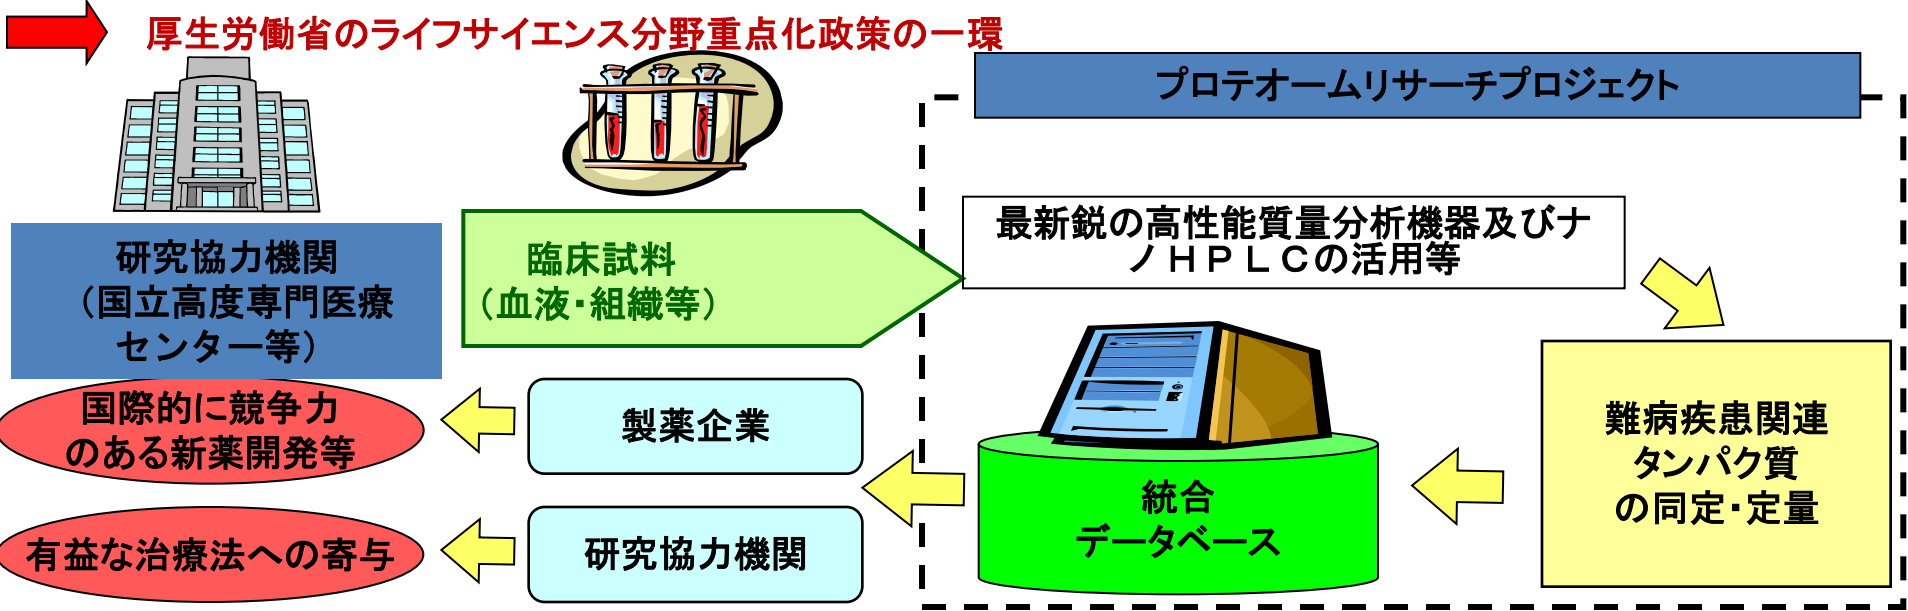 厚生労働省のライフサイエンス分野重点化政策の一環
プロテオームリサーチプロジェクト
研究協力機関
（国立高度専門医療
センター等）
臨床試料
（血液・組織等）
最新鋭の高性能質量分析機器及びナ
ノＨＰＬＣの活用等
難病疾患関連
タンパク質
の同定・定量
統合
データベース
製薬企業
国際的に競争力
のある新薬開発等
研究協力機関
有益な治療法への寄与